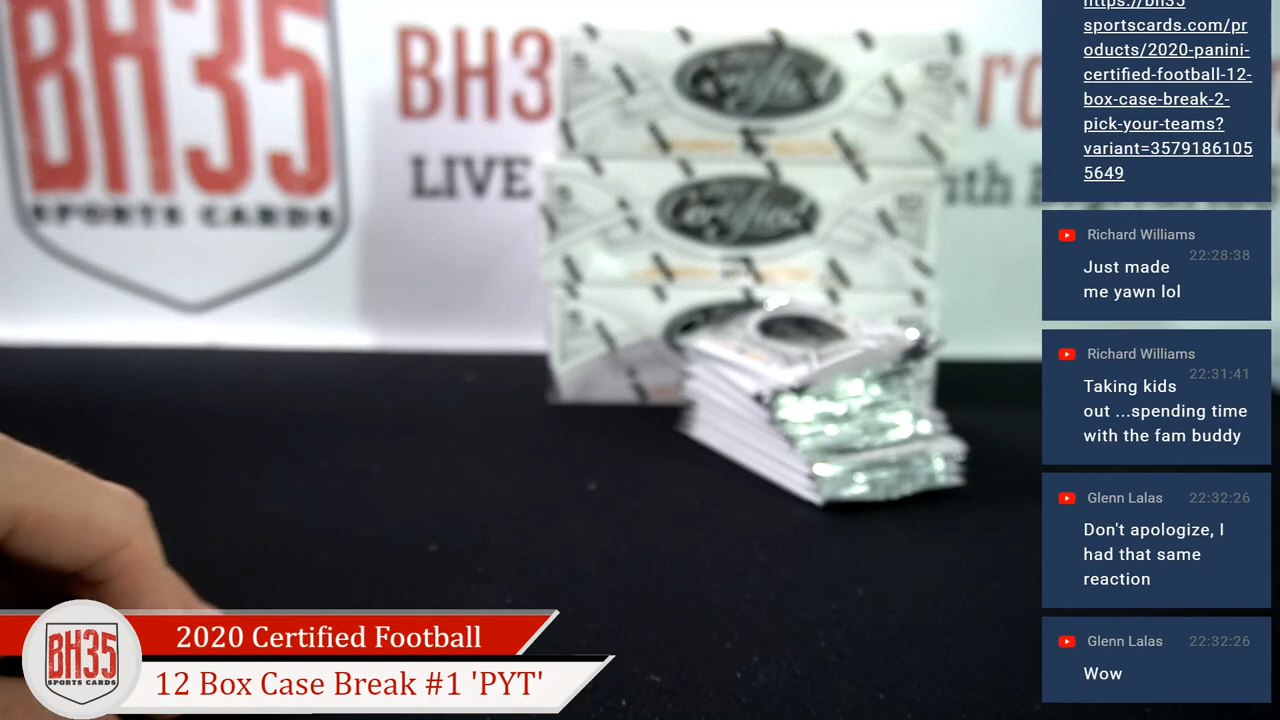 BH35
SPORTS CARDS
BH3
LIVE
https://bh35
sportscards.com/pr
oducts/2020-panini-
certified-football-12-
box-case-break-2-
pick-your-teams?
variant=3579186105
5649
Richard Williams
22:28:38
Just made
me yawn lol
Richard Williams
22:31:41
Taking kids
out ...spending time
with the fam buddy
Glenn Lalas 22:32:26
Don't apologize, I
had that same
reaction
Glenn Lalas 22:32:26
Wow
BH35
SPORTS CARDS
2020 Certified Football
12 Box Case Break #1 'PYT'